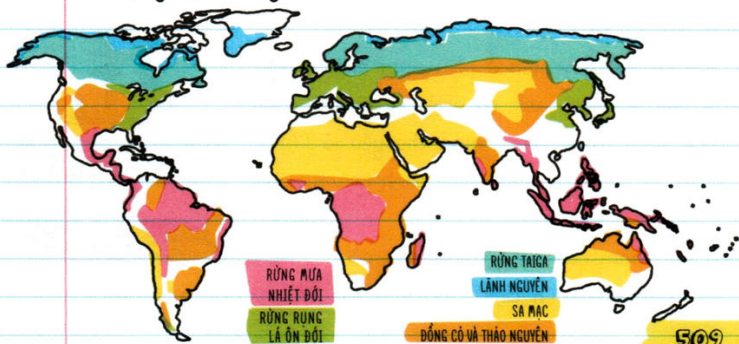 RỪNG MƯA
NHIỆT ĐỚI
RỪNG RỤNG
LÁ ÔN ĐỚI
RỪNG TAIGA
LÃNH NGUYÊN
SA MẠC
ĐỒNG CỎ VÀ THẢO NGUYÊN
509